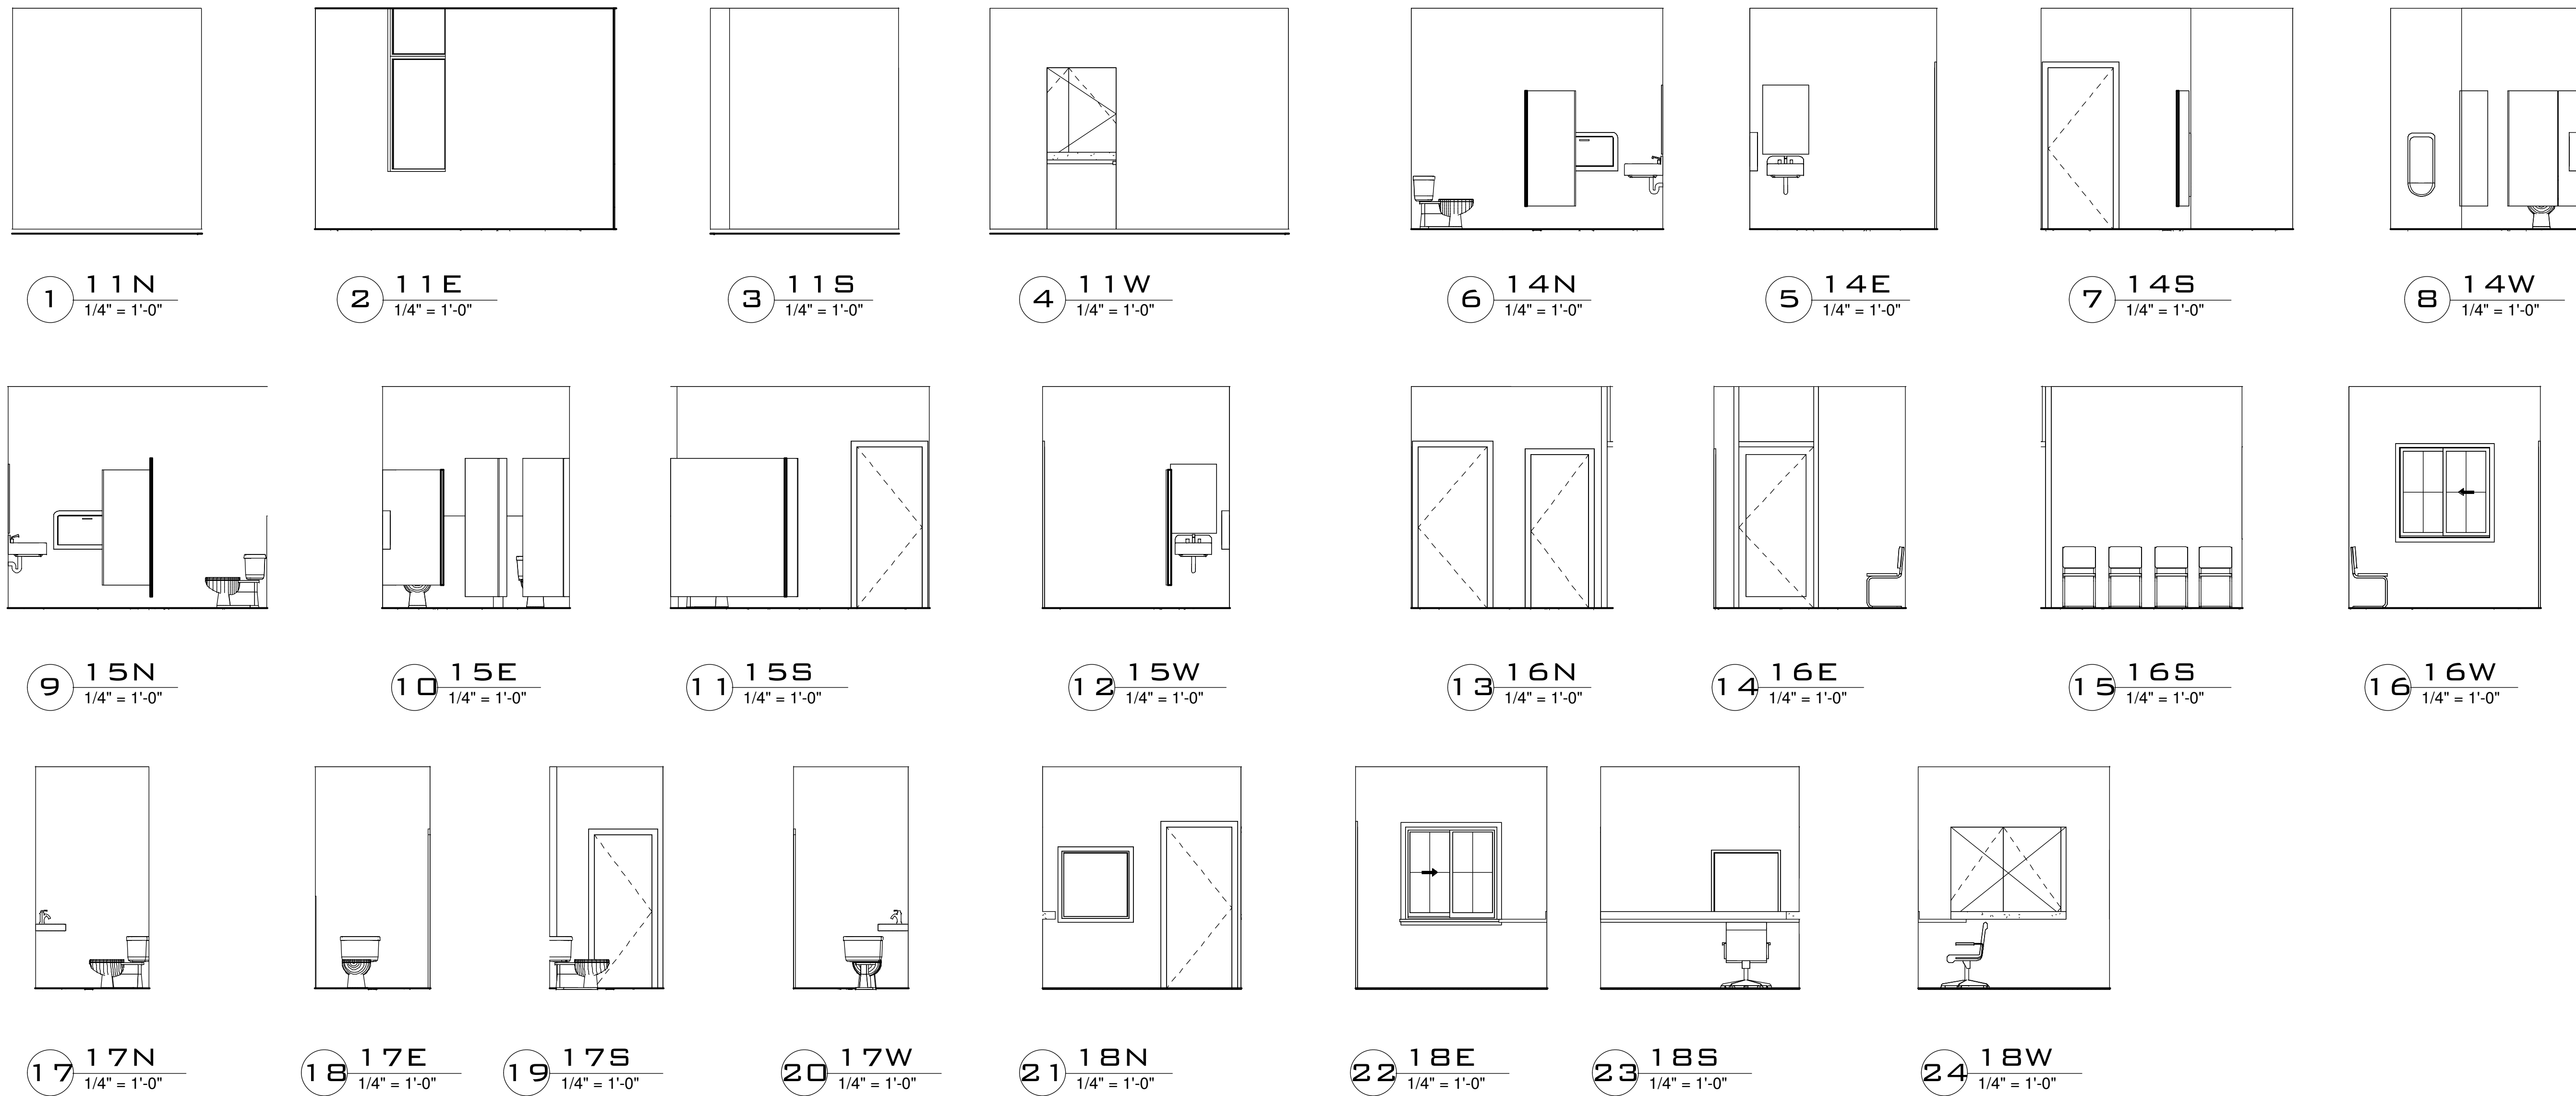 1 11N
1/4" = 1'-0"
2 11E
1/4" = 1'-0"
3 11S
1/4" = 1'-0"
4 11W
1/4" = 1'-0"
6 14N
1/4" = 1'-0"
5 14E
1/4" = 1'-0"
7 14S
1/4" = 1'-0"
8 14W
1/4" = 1'-0"
9 15N
1/4" = 1'-0"
10 15E
1/4" = 1'-0"
11 15S
1/4" = 1'-0"
12 15W
1/4" = 1'-0"
13 16N
1/4" = 1'-0"
14 16E
1/4" = 1'-0"
15 16S
1/4" = 1'-0"
16 16W
1/4" = 1'-0"
17 17N
1/4" = 1'-0"
18 17E
1/4" = 1'-0"
19 17S
1/4" = 1'-0"
20 17W
1/4" = 1'-0"
21 18N
1/4" = 1'-0"
22 18E
1/4" = 1'-0"
23 18S
1/4" = 1'-0"
24 18W
1/4" = 1'-0"